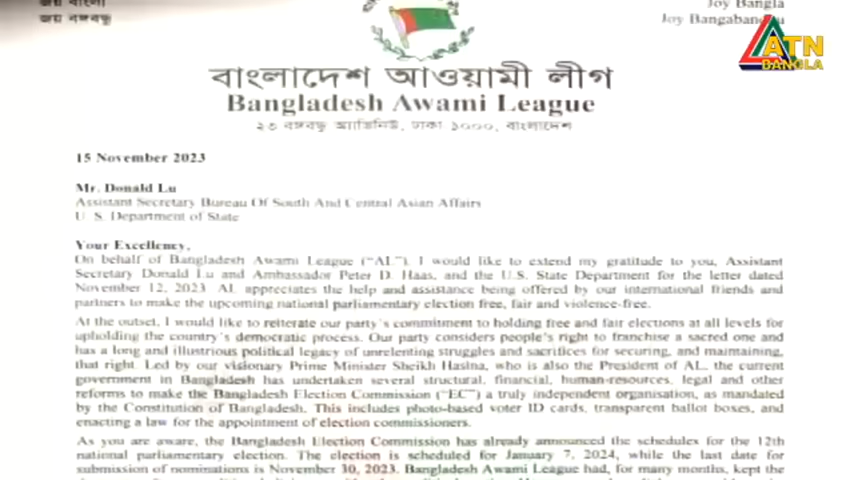 জয় বাংলা
জয় বঙ্গবন্ধু
Joy Bangla
Joy Bangabandhu
ATN
BANGLA
বাংলাদেশ আওয়ামী লীগ
Bangladesh Awami League
২৩ বঙ্গবন্ধু অ্যাভিনিউ, ঢাকা ১০০০, বাংলাদেশ
15 November 2023
Mr. Donald Lu
Assistant Secretary Bureau Of South And Central Asian Affairs
U. S. Department of State
Your Excellency,
On behalf of Bangladesh Awami League ("AL"), I would like to extend my gratitude to you, Assistant
Secretary Donald Lu and Ambassador Peter D. Haas, and the U.S. State Department for the letter dated
November 12, 2023 AL appreciates the help and assistance being offered by our international friends and
partners to make the upcoming national parliamentary election free, fair and violence-free.
At the outset, I would like to reiterate our party's commitment to holding free and fair elections at all levels for
upholding the country's democratic process. Our party considers people's right to franchise a sacred one and
has a long and illustrious political legacy of unrelenting struggles and sacrifices for securing, and maintaining,
that right. Led by our visionary Prime Minister Sheikh Hasina, who is also the President of AL, the current
government in Bangladesh has undertaken several structural, financial, human-resources, legal and other
reforms to make the Bangladesh Election Commission ("EC") a truly independent organisation, as mandated
by the Constitution of Bangladesh. This includes photo-based voter ID cards, transparent ballot boxes, and
enacting a law for the appointment of election commissioners.
As you are aware, the Bangladesh Election Commission has already announced the schedules for the 12th
national parliamentary election. The election is scheduled for January 7, 2024, while the last date for
submission of nominations is November 30, 2023. Bangladesh Awami League had, for many months, kept the